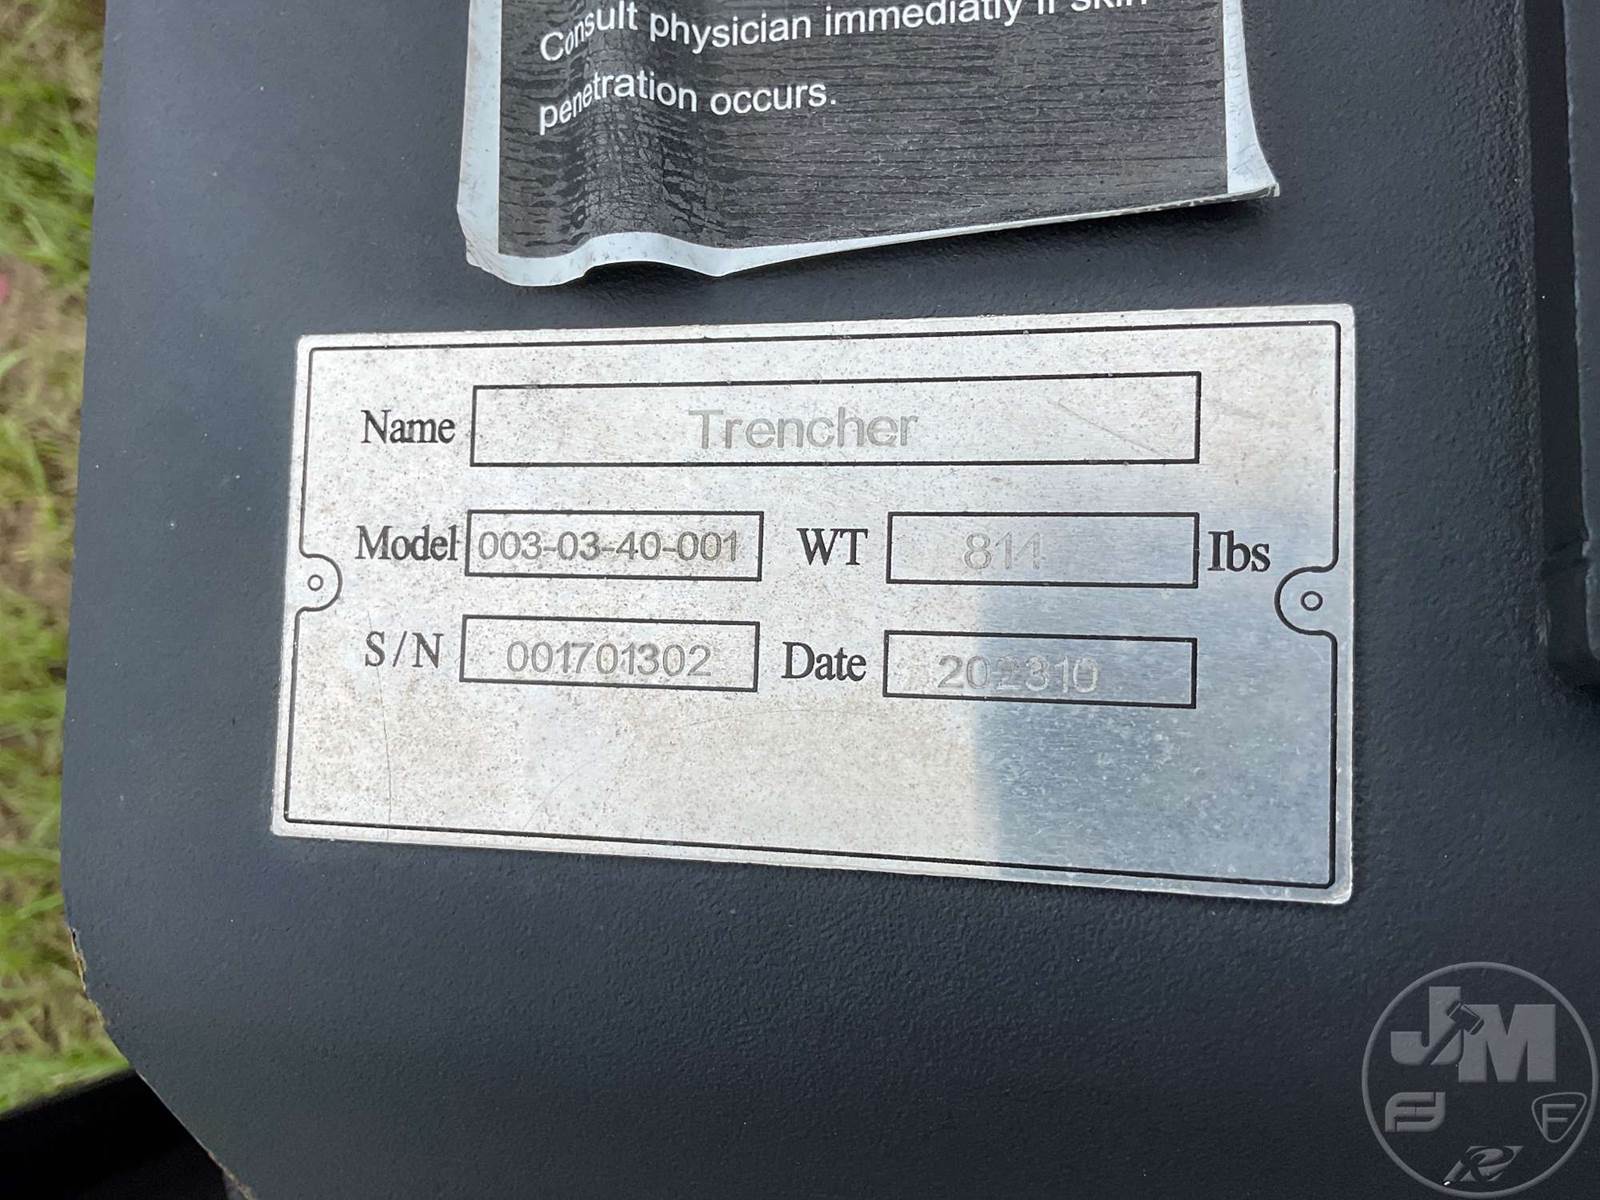 Consult physician immediatly if skin
penetration occurs.
Name Trencher
Model 003-03-40-001 WT 811 Ibs
S/N 001701302 Date 202310
JM